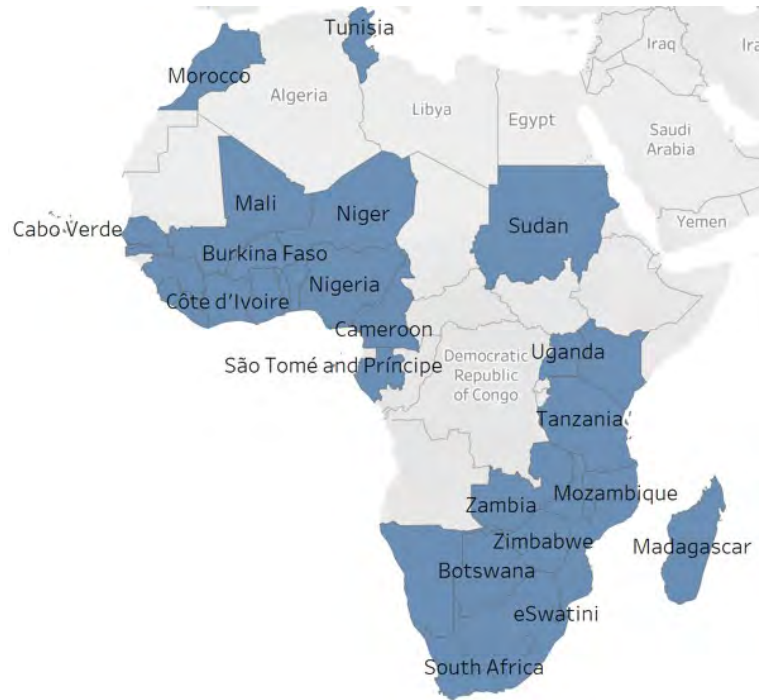 Tunisia
Morocco
Iraq
Algeria
Libya
Egypt
Saudi
Arabia
Mali
Niger
Cabo Verde
Sudan
Yemen
Burkina Faso
Nigeria
Côte d'Ivoire
Cameroon
São Tomé and Príncipe
Democratic
Republic
of Congo
Uganda
Tanzania
Zambia
Mozambique
Zimbabwe
Madagascar
Botswana
eSwatini
South Africa